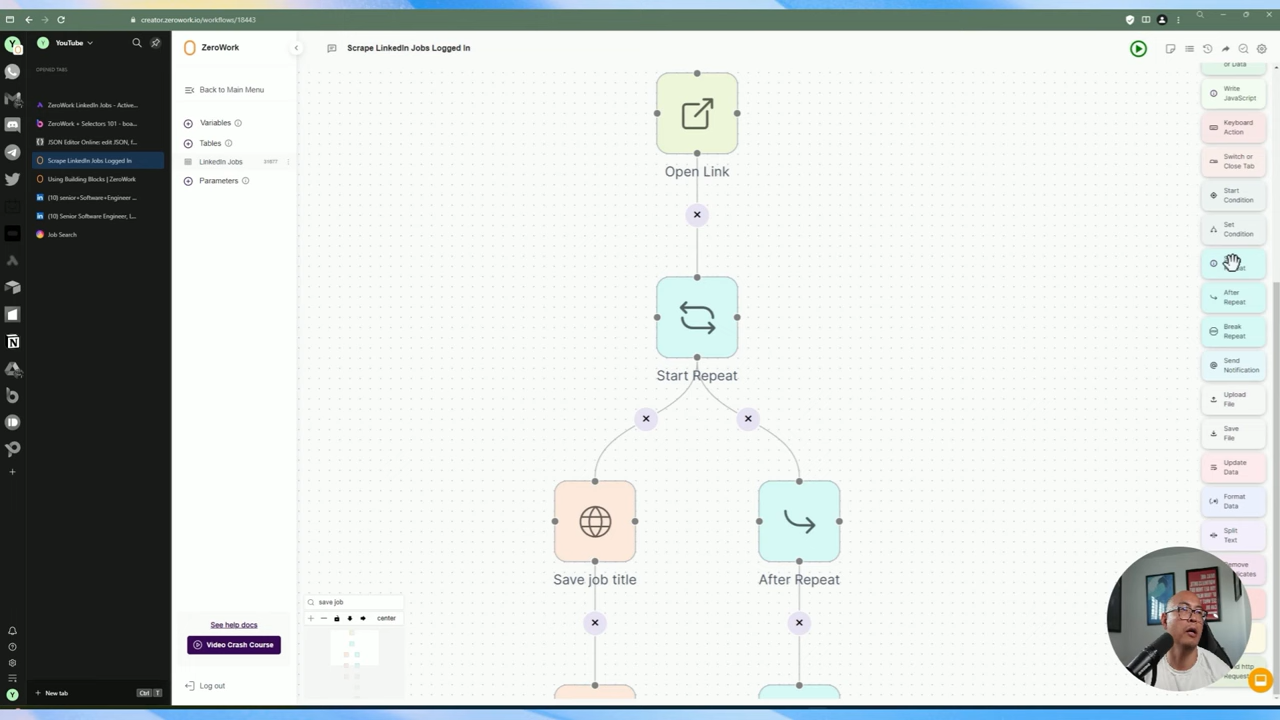 creator.zerowork.io/workflows/18443
YouTube
OPENED TABS
ZeroWork LinkedIn Jobs - Active...
ZeroWork + Selectors 101 - boa...
JSON Editor Online: edit JSON, f...
Scrape LinkedIn Jobs Logged In
Using Building Blocks | ZeroWork
(10) senior+Software+Engineer ...
(10) Senior Software Engineer, L...
Job Search
New tab
Ctrl
T
ZeroWork
Back to Main Menu
Variables
Tables
LinkedIn Jobs
Parameters
See help docs
Video Crash Course
Log out
Scrape LinkedIn Jobs Logged In
Open Link
Start Repeat
Save job title
After Repeat
save job
center
or Data
Write
JavaScript
Keyboard
Action
Switch or
Close Tab
Start
Condition
Set
Condition
After
Repeat
Break
Repeat
Send
Notification
Upload
File
Save
File
Update
Data
Format
Data
Split
Text